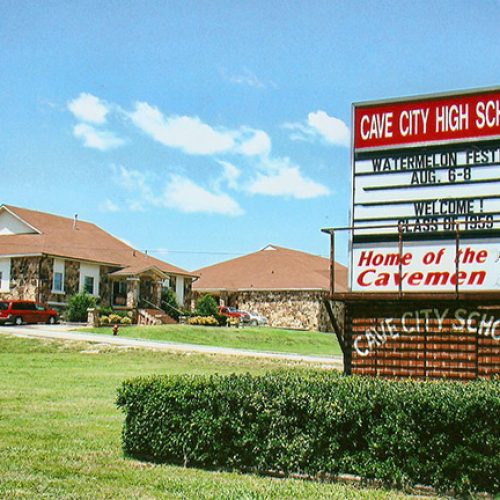 CAVE CITY HIGH SCH
WATERMELON FEST
AUG. 6-8
WELCOME!
CLASS OF 1959
Home of the
Cavemen
CAVE CITY SCHO